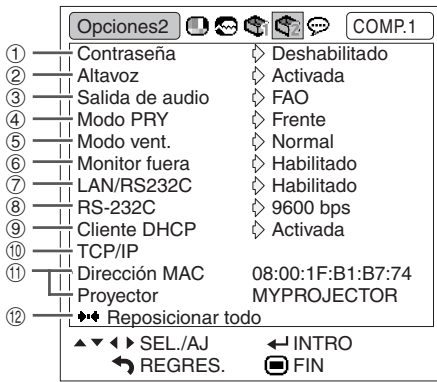 Opciones2 COMP.1
① Contraseña Deshabilitado
② Altavoz Activada
③ Salida de audio FAO
④ Modo PRY Frente
⑤ Modo vent. Normal
⑥ Monitor fuera Habilitado
⑦ LAN/RS232C Habilitado
⑧ RS-232C 9600 bps
⑨ Cliente DHCP Activada
⑩ TCP/IP
⑪ Dirección MAC 08:00:1F:B1:B7:74
Proyector MYPROJECTOR
⑫ Reposicionar todo
SEL./AJ INTRO
REGRES. FIN